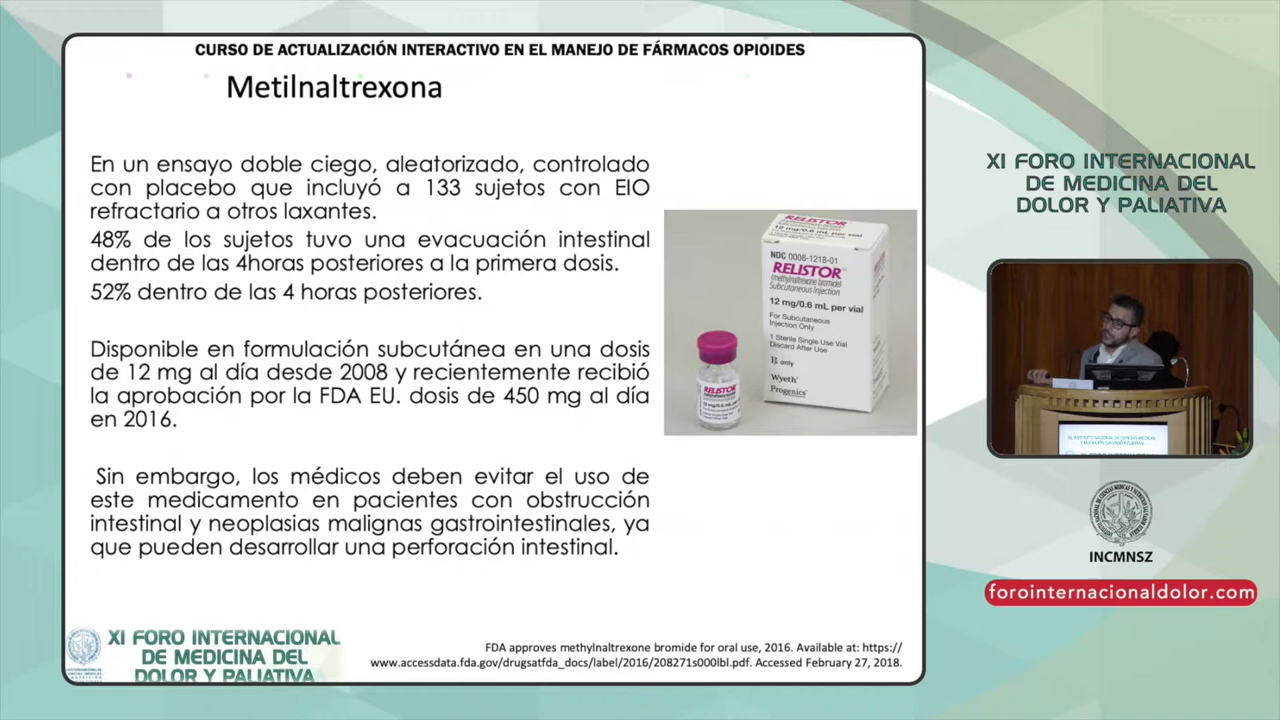 CURSO DE ACTUALIZACIÓN INTERACTIVO EN EL MANEJO DE FÁRMACOS OPIOIDES
Metilnaltrexona
En un ensayo doble ciego, aleatorizado, controlado
con placebo que incluyó a 133 sujetos con EIO
refractario a otros laxantes.
48% de los sujetos tuvo una evacuación intestinal
dentro de las 4horas posteriores a la primera dosis.
52% dentro de las 4 horas posteriores.
Disponible en formulación subcutánea en una dosis
de 12 mg al día desde 2008 y recientemente recibió
la aprobación por la FDA EU. dosis de 450 mg al día
en 2016.
Sin embargo, los médicos deben evitar el uso de
este medicamento en pacientes con obstrucción
intestinal y neoplasias malignas gastrointestinales, ya
que pueden desarrollar una perforación intestinal.
RELISTOR
12 mg/0.6 mL per vial
NDC 0008-1218-01
RELISTOR™
(methylnaltrexone bromide)
Subcutaneous Injection
12 mg/0.6 mL per vial
For Subcutaneous
Injection Only
1 Sterile Single Use Vial
Discard After Use
℞ only
Wyeth®
Progenics®
RELISTOR
XI FORO INTERNACIONAL
DE MEDICINA DEL
DOLOR Y PALIATIVA
FDA approves methylnaltrexone bromide for oral use, 2016. Available at: https://
www.accessdata.fda.gov/drugsatfda_docs/label/2016/208271s000lbl.pdf. Accessed February 27, 2018.
XI FORO INTERNACIONAL
DE MEDICINA DEL
DOLOR Y PALIATIVA
INCMNSZ
forointernacionaldolor.com